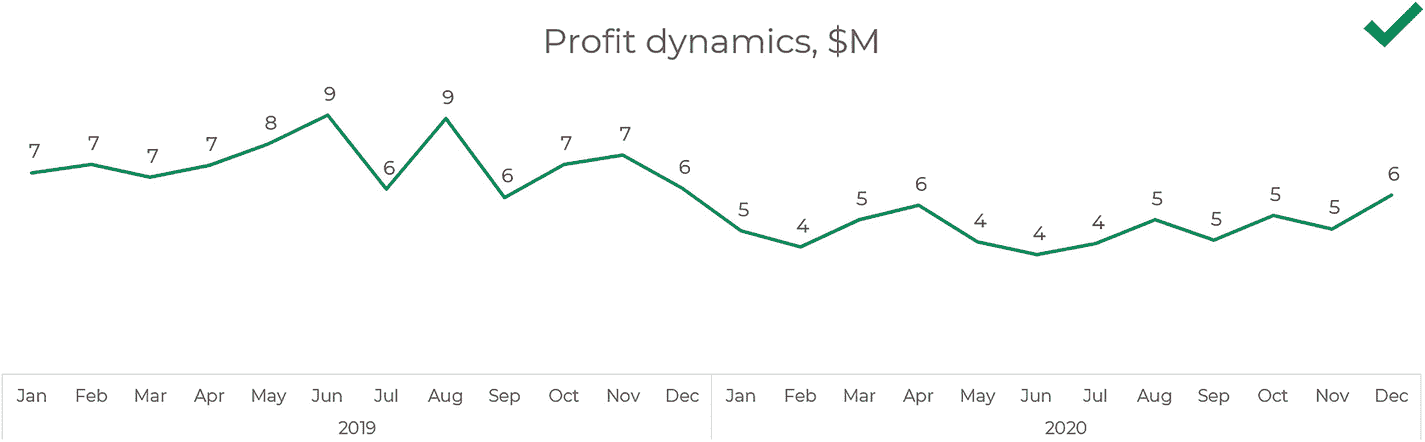 Profit dynamics, $M
7 7 7 7 8 9 6 9 6 7 7 6 5 4 5 6 4 4 4 5 5 5 5 6
Jan Feb Mar Apr May Jun Jul Aug Sep Oct Nov Dec Jan Feb Mar Apr May Jun Jul Aug Sep Oct Nov Dec
2019 2020